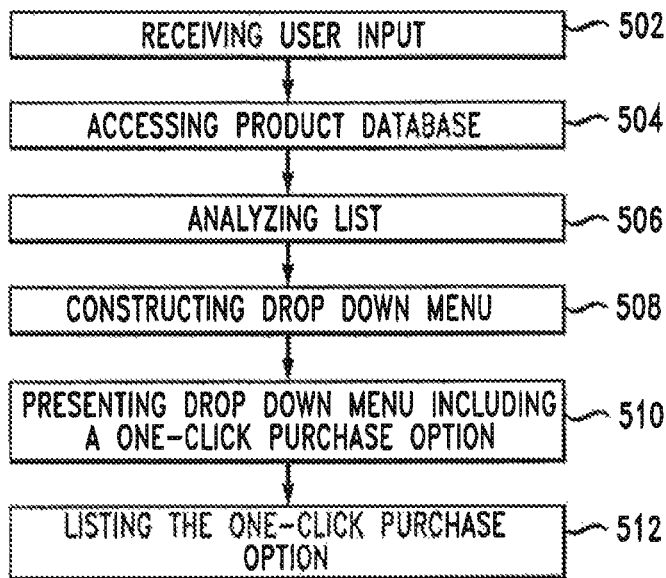 RECEIVING USER INPUT 502
ACCESSING PRODUCT DATABASE 504
ANALYZING LIST 506
CONSTRUCTING DROP DOWN MENU 508
PRESENTING DROP DOWN MENU INCLUDING
A ONE-CLICK PURCHASE OPTION 510
LISTING THE ONE-CLICK PURCHASE
OPTION 512